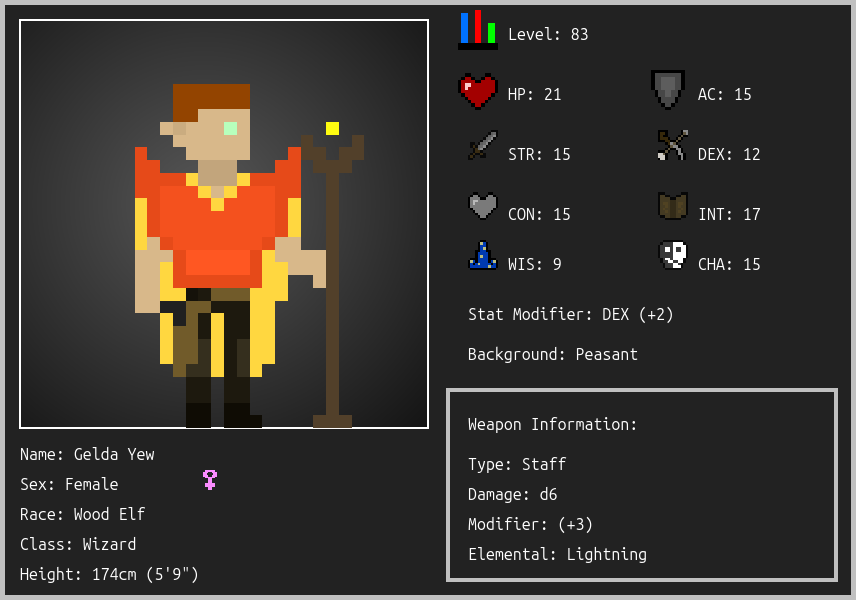 Level: 83
HP: 21
AC: 15
STR: 15
DEX: 12
CON: 15
INT: 17
WIS: 9
CHA: 15
Stat Modifier: DEX (+2)
Background: Peasant
Weapon Information:
Type: Staff
Damage: d6
Modifier: (+3)
Elemental: Lightning
Name: Gelda Yew
Sex: Female
Race: Wood Elf
Class: Wizard
Height: 174cm (5'9")